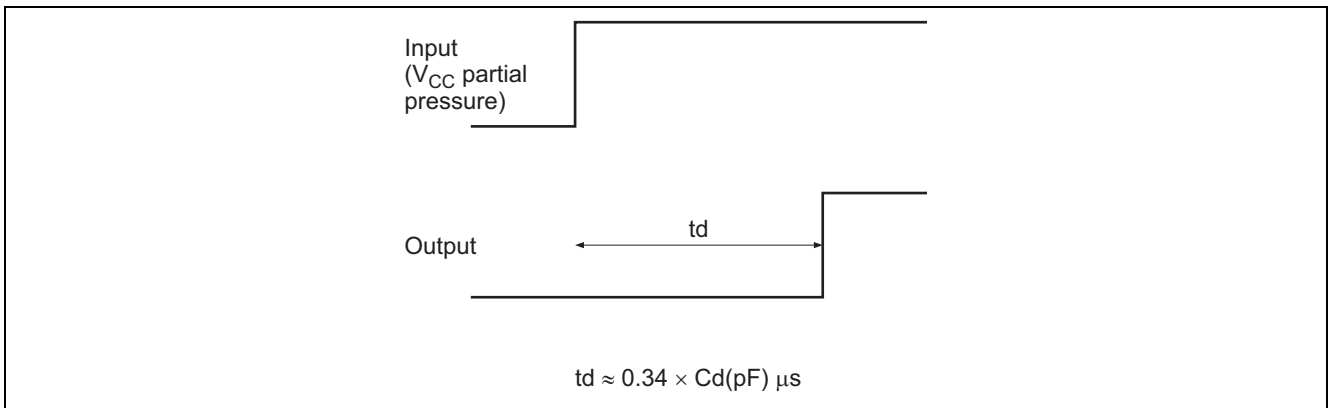 Input
(VCC partial
pressure)
td
Output
td ≈ 0.34 × Cd(pF) μs